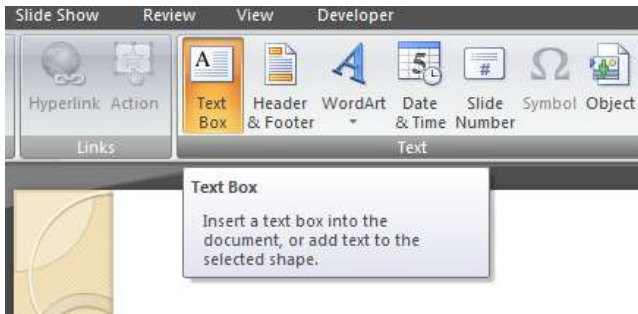 Slide Show Review View Developer
Hyperlink Action Text Box Header & Footer WordArt Date & Time Slide Number Symbol Object
Links Text
Text Box
Insert a text box into the
document, or add text to the
selected shape.